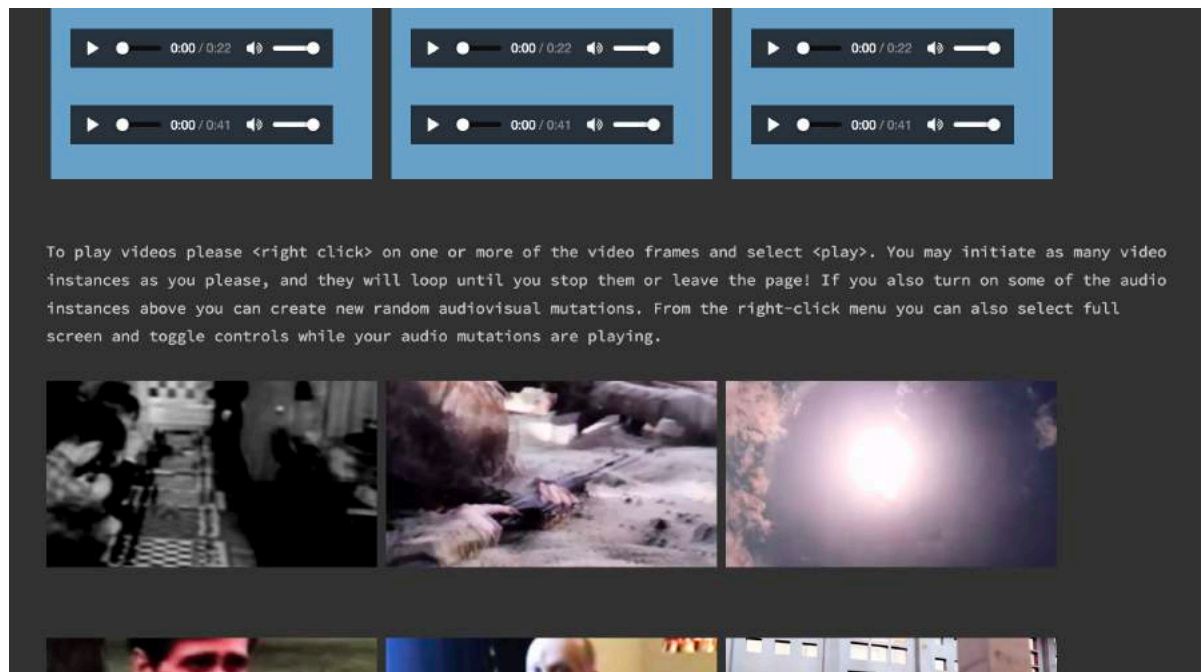 0:00 / 0:22 0:00 / 0:22 0:00 / 0:22
0:00 / 0:41 0:00 / 0:41 0:00 / 0:41
To play videos please <right click> on one or more of the video frames and select <play>. You may initiate as many video
instances as you please, and they will loop until you stop them or leave the page! If you also turn on some of the audio
instances above you can create new random audiovisual mutations. From the right-click menu you can also select full
screen and toggle controls while your audio mutations are playing.